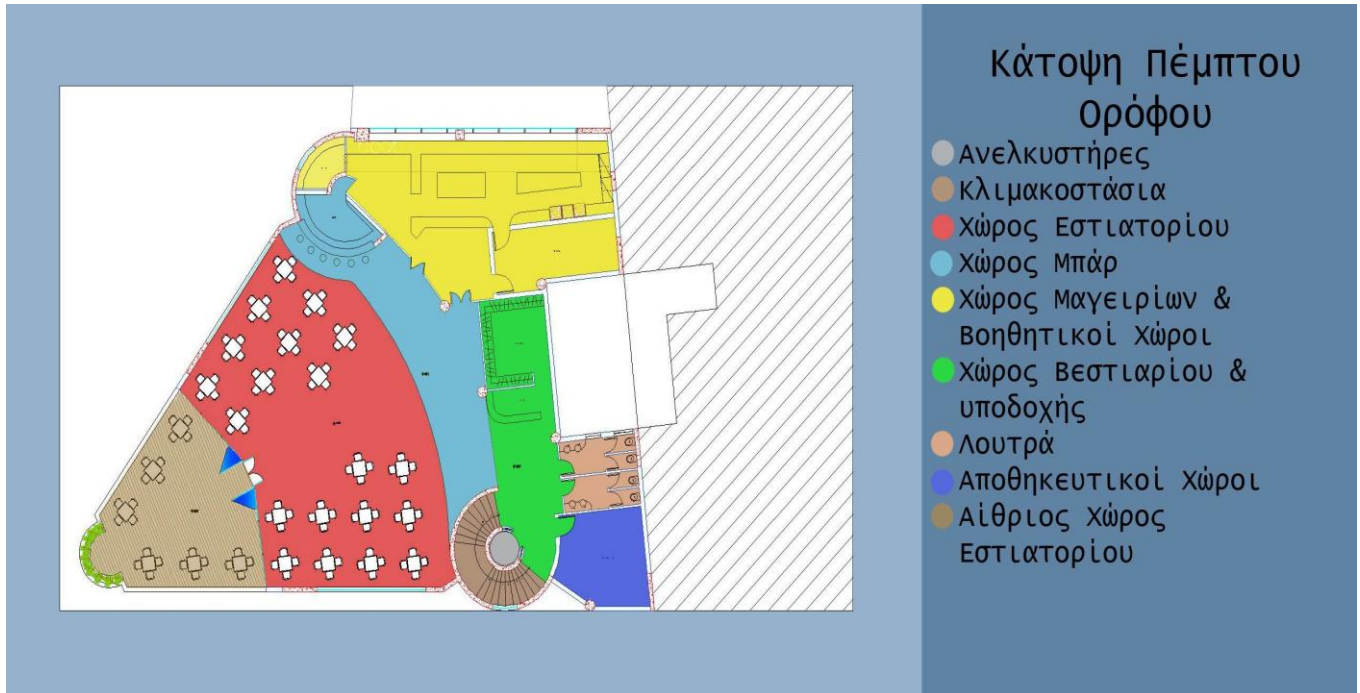 Κάτοψη Πέμπτου
Ορόφου
Ανελκυστήρες
Κλιμακοστάσια
Χώρος Εστιατορίου
Χώρος Μπάρ
Χώρος Μαγειρίων &
Βοηθητικοί Χώροι
Χώρος Βεστιαρίου &
υποδοχής
Λουτρά
Αποθηκευτικοί Χώροι
Αίθριος Χώρος
Εστιατορίου